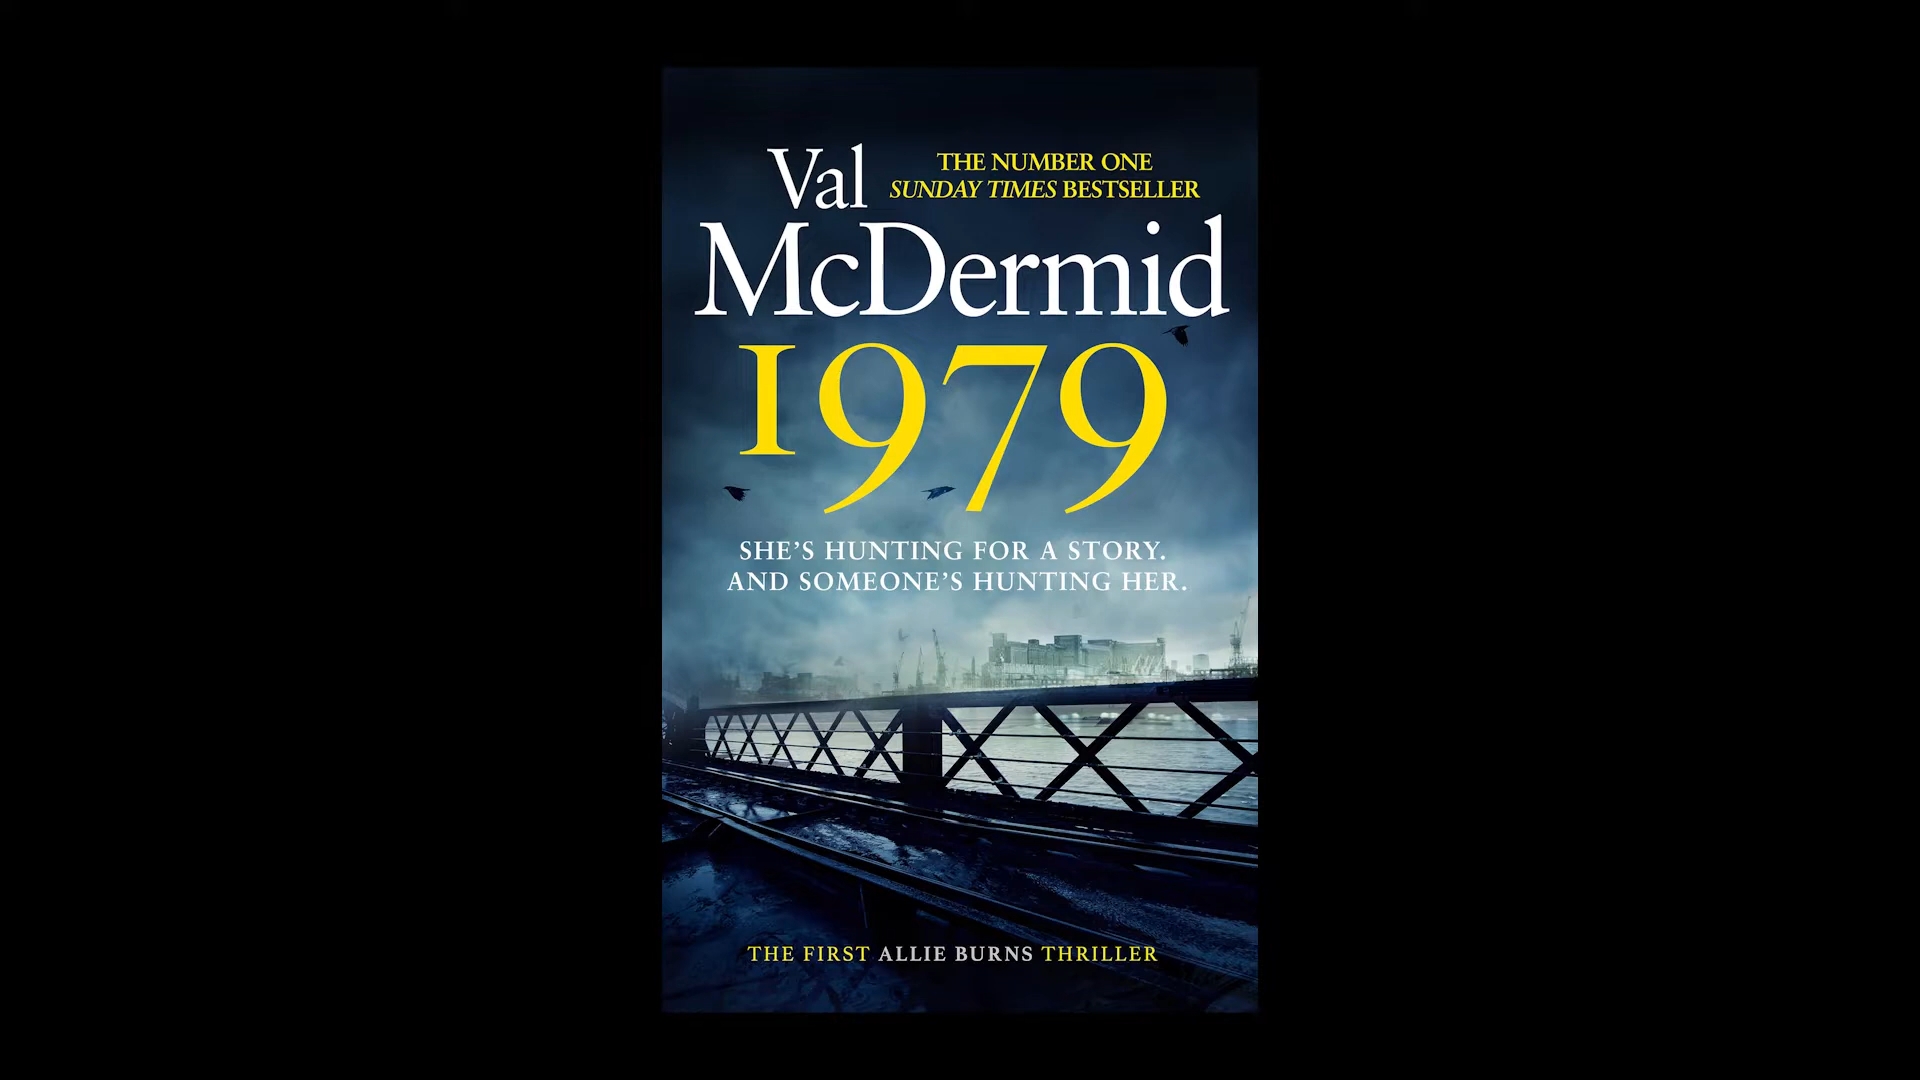 Val
THE NUMBER ONE
SUNDAY TIMES BESTSELLER
McDermid
1979
SHE'S HUNTING FOR A STORY.
AND SOMEONE'S HUNTING HER.
THE FIRST ALLIE BURNS THRILLER